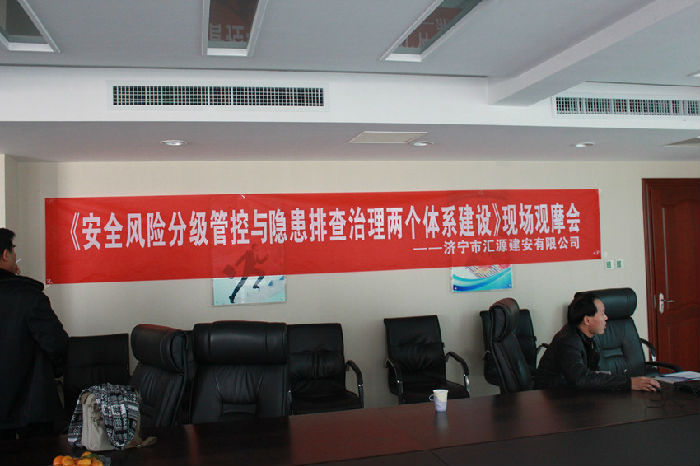 《安全风险分级管控与隐患排查治理两个体系建设》现场观摩会
——济宁市汇源建安有限公司